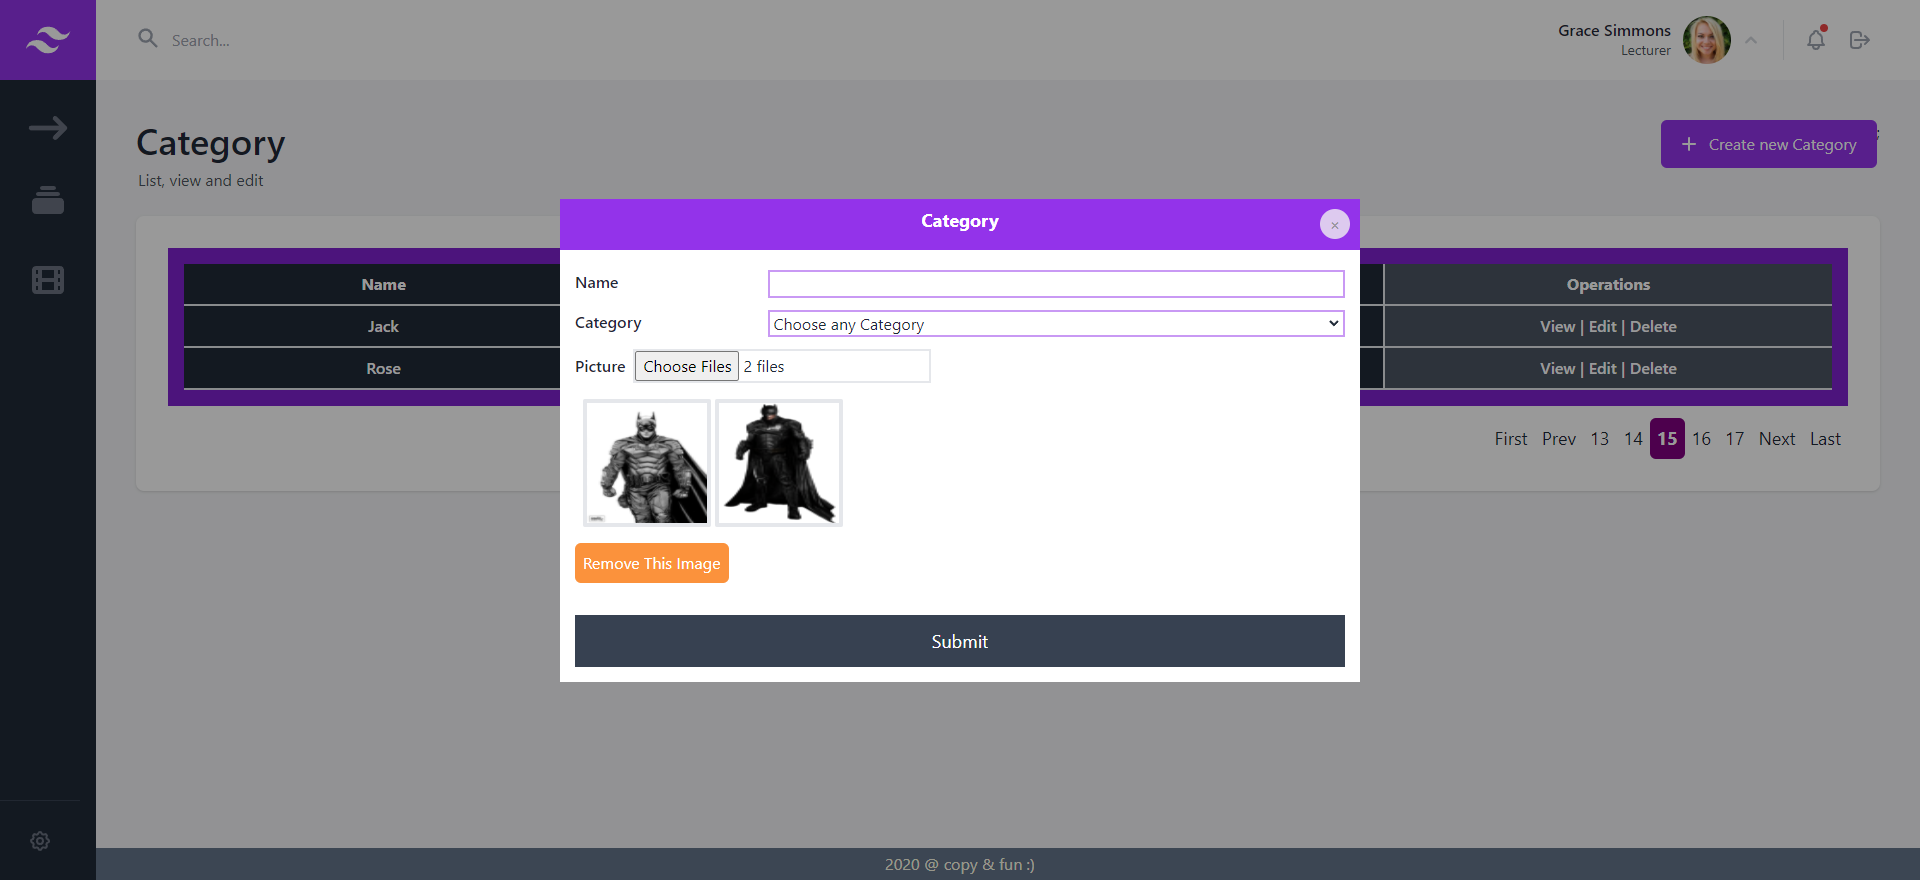 Search...
Grace Simmons
Lecturer
Category
List, view and edit
+ Create new Category
Category
×
Name
Category
Choose any Category
Picture Choose Files 2 files
Remove This Image
Submit
Name Operations
Jack View | Edit | Delete
Rose View | Edit | Delete
First Prev 13 14 15 16 17 Next Last
2020 @ copy & fun :)